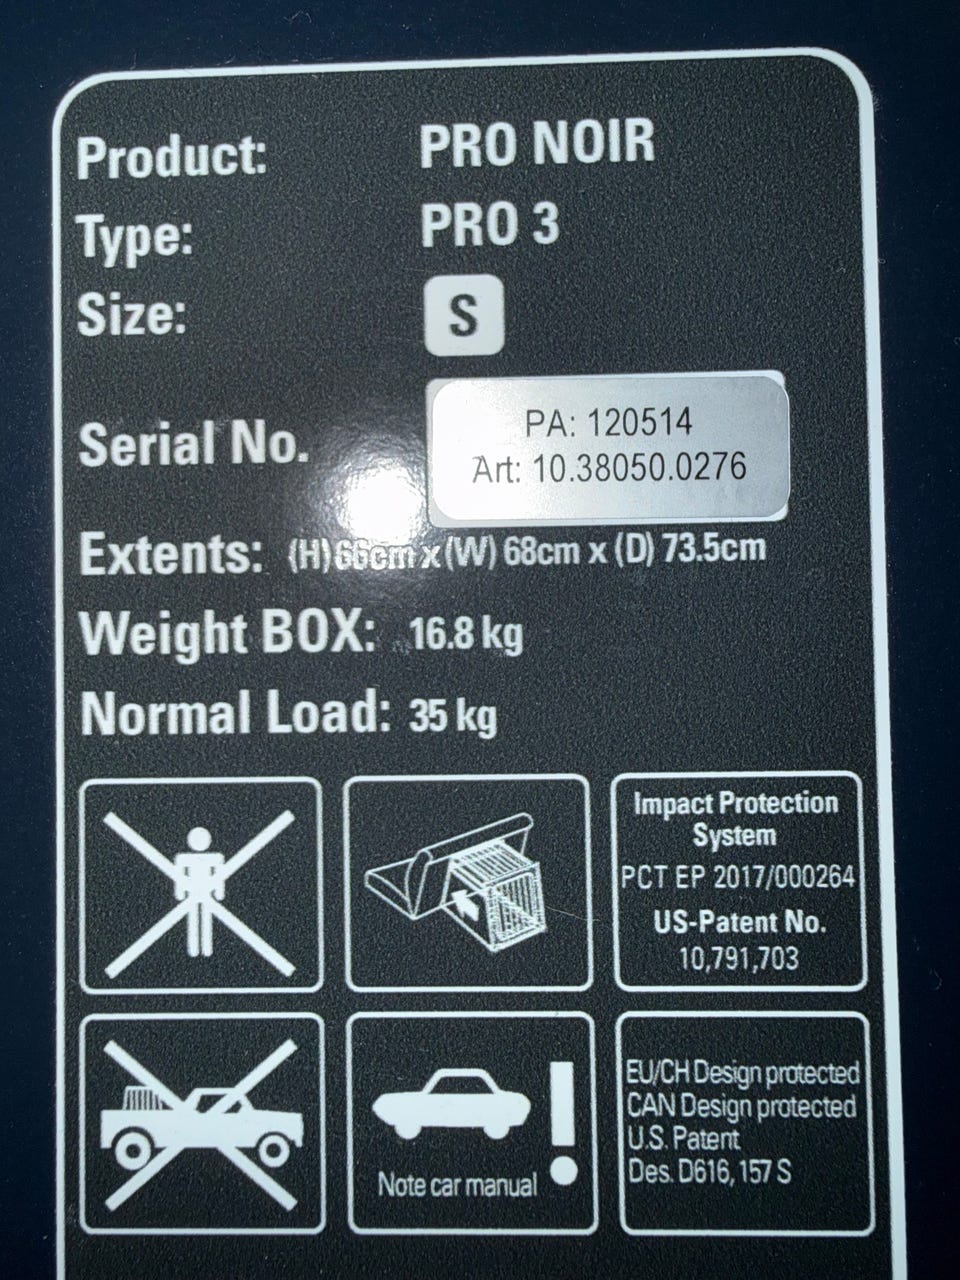 Product: PRO NOIR
Type: PRO 3
Size: S
Serial No. PA: 120514
Art: 10.38050.0276
Extents: (H) 66cm x (W) 68cm x (D) 73.5cm
Weight BOX: 16.8 kg
Normal Load: 35 kg
Impact Protection
System
PCT EP 2017/000264
US-Patent No.
10,791,703
Note car manual
EU/CH Design protected
CAN Design protected
U.S. Patent
Des. D616, 157 S